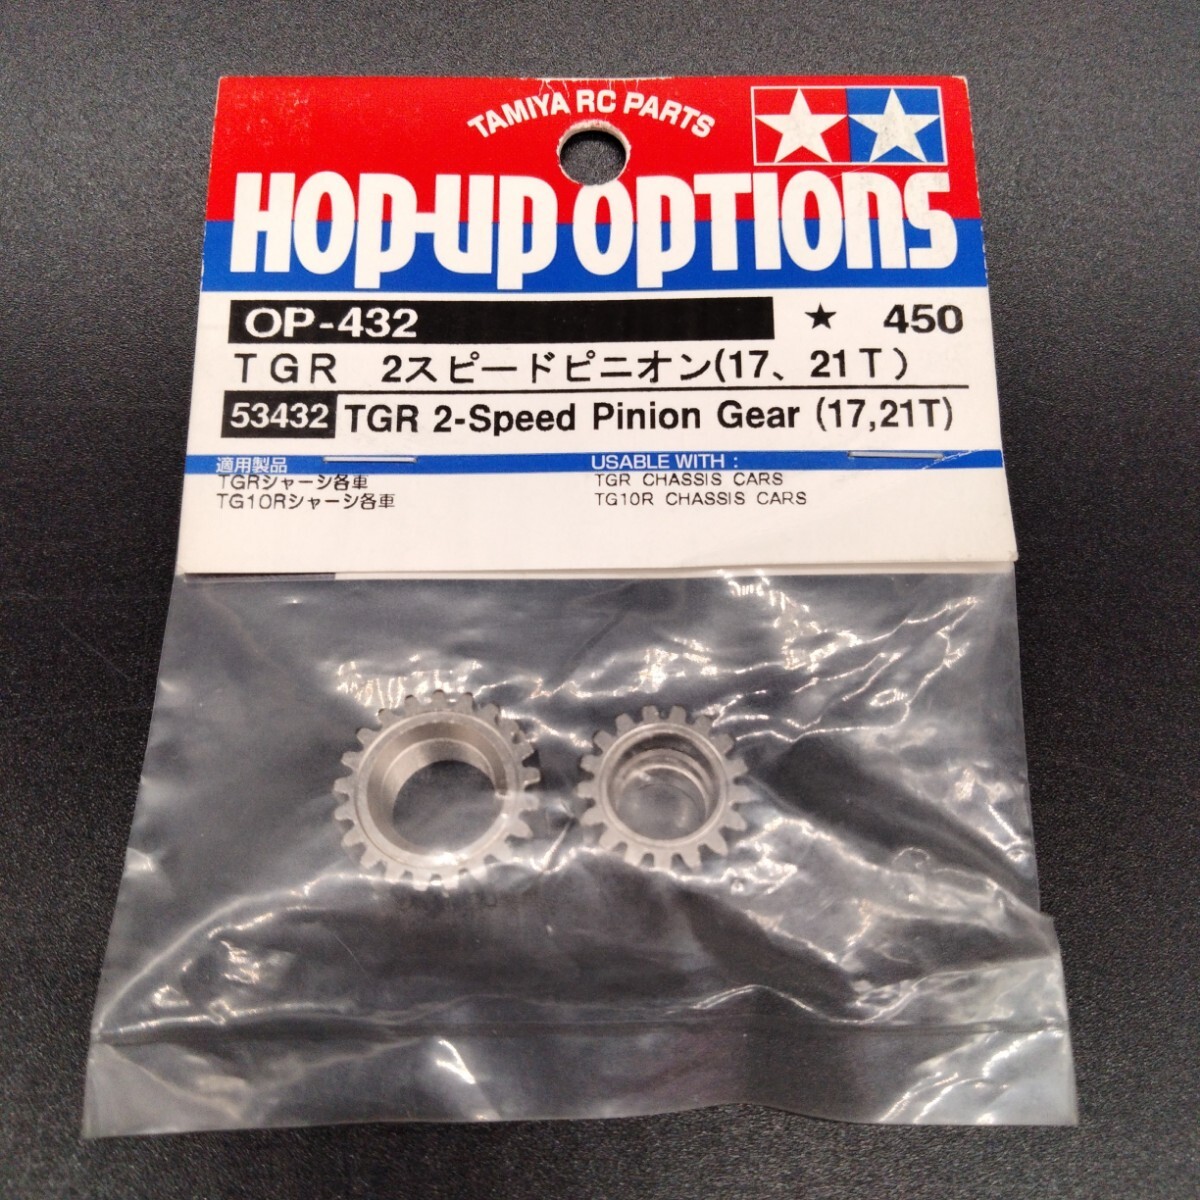 TAMIYA RC PARTS
HOP-UP OPTIONS
OP-432 ★ 450
TGR 2スピードピニオン(17、21T)
53432 TGR 2-Speed Pinion Gear (17,21T)
適用製品 USABLE WITH :
TGRシャーシ各車 TGR CHASSIS CARS
TG10Rシャーシ各車 TG10R CHASSIS CARS